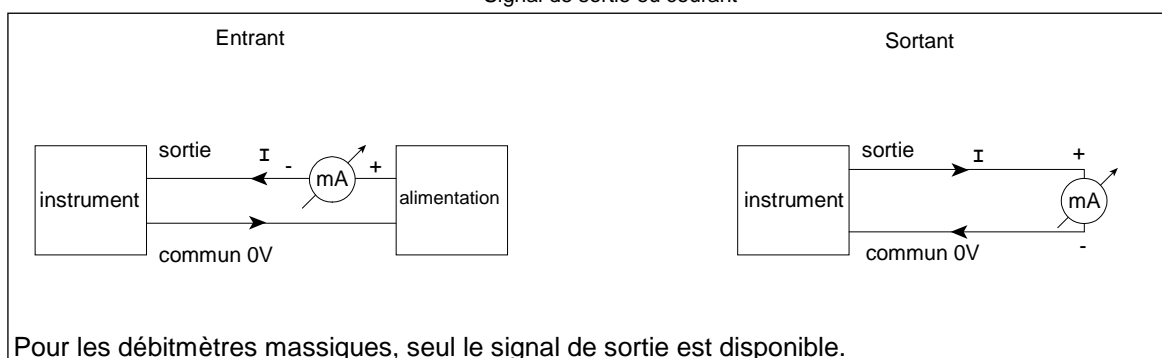 Signal de sortie ou courant
Entrant
Sortant
sortie
I
-
+
mA
instrument
alimentation
commun 0V
sortie
I
+
mA
instrument
commun 0V
-
Pour les débitmètres massiques, seul le signal de sortie est disponible.